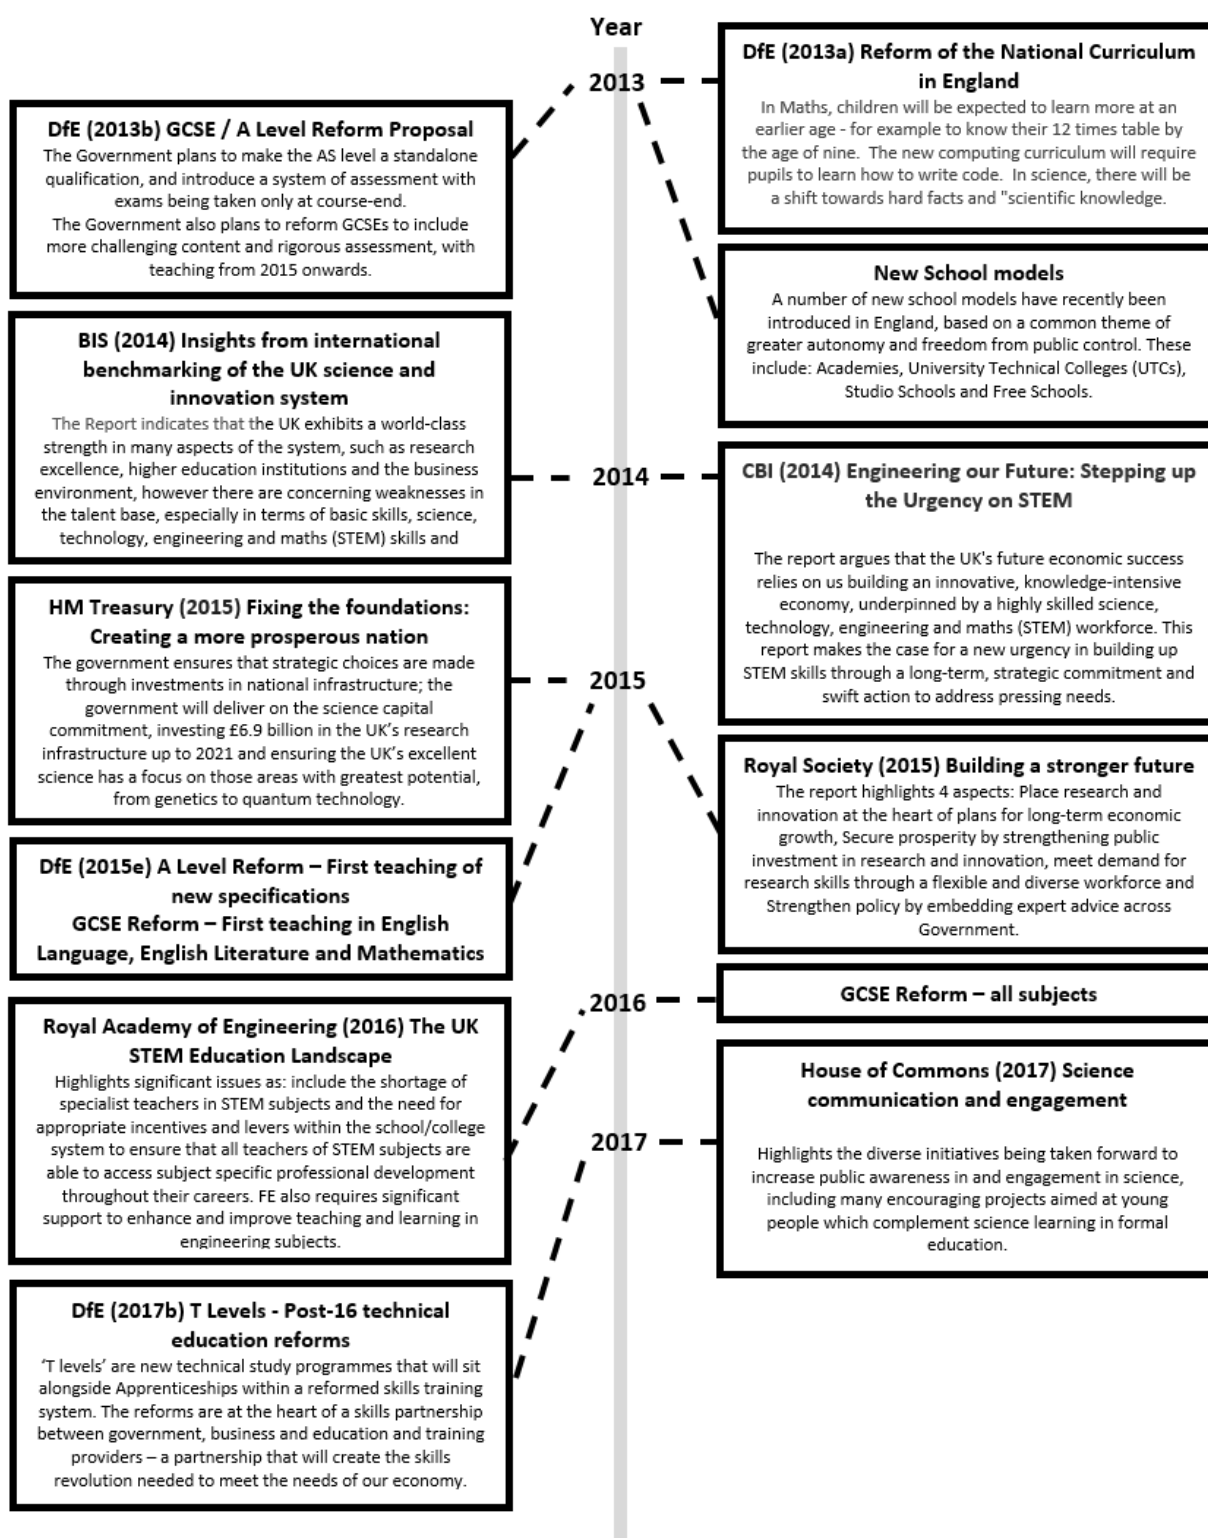 Year
2013
DfE (2013a) Reform of the National Curriculum
in England
In Maths, children will be expected to learn more at an
earlier age - for example to know their 12 times table by
the age of nine.  The new computing curriculum will require
pupils to learn how to write code.  In science, there will be
a shift towards hard facts and "scientific knowledge.
DfE (2013b) GCSE / A Level Reform Proposal
The Government plans to make the AS level a standalone
qualification, and introduce a system of assessment with
exams being taken only at course-end.
The Government also plans to reform GCSEs to include
more challenging content and rigorous assessment, with
teaching from 2015 onwards.
New School models
A number of new school models have recently been
introduced in England, based on a common theme of
greater autonomy and freedom from public control. These
include: Academies, University Technical Colleges (UTCs),
Studio Schools and Free Schools.
BIS (2014) Insights from international
benchmarking of the UK science and
innovation system
The Report indicates that the UK exhibits a world-class
strength in many aspects of the system, such as research
excellence, higher education institutions and the business
environment, however there are concerning weaknesses in
the talent base, especially in terms of basic skills, science,
technology, engineering and maths (STEM) skills and
2014
CBI (2014) Engineering our Future: Stepping up
the Urgency on STEM
The report argues that the UK's future economic success
relies on us building an innovative, knowledge-intensive
economy, underpinned by a highly skilled science,
technology, engineering and maths (STEM) workforce. This
report makes the case for a new urgency in building up
STEM skills through a long-term, strategic commitment and
swift action to address pressing needs.
HM Treasury (2015) Fixing the foundations:
Creating a more prosperous nation
The government ensures that strategic choices are made
through investments in national infrastructure; the
government will deliver on the science capital
commitment, investing £6.9 billion in the UK’s research
infrastructure up to 2021 and ensuring the UK’s excellent
science has a focus on those areas with greatest potential,
from genetics to quantum technology.
2015
Royal Society (2015) Building a stronger future
The report highlights 4 aspects: Place research and
innovation at the heart of plans for long-term economic
growth, Secure prosperity by strengthening public
investment in research and innovation, meet demand for
research skills through a flexible and diverse workforce and
Strengthen policy by embedding expert advice across
Government.
DfE (2015e) A Level Reform – First teaching of
new specifications
GCSE Reform – First teaching in English
Language, English Literature and Mathematics
2016
GCSE Reform – all subjects
Royal Academy of Engineering (2016) The UK
STEM Education Landscape
Highlights significant issues as: include the shortage of
specialist teachers in STEM subjects and the need for
appropriate incentives and levers within the school/college
system to ensure that all teachers of STEM subjects are
able to access subject specific professional development
throughout their careers. FE also requires significant
support to enhance and improve teaching and learning in
engineering subjects.
2017
House of Commons (2017) Science
communication and engagement
Highlights the diverse initiatives being taken forward to
increase public awareness in and engagement in science,
including many encouraging projects aimed at young
people which complement science learning in formal
education.
DfE (2017b) T Levels - Post-16 technical
education reforms
‘T levels’ are new technical study programmes that will sit
alongside Apprenticeships within a reformed skills training
system. The reforms are at the heart of a skills partnership
between government, business and education and training
providers – a partnership that will create the skills
revolution needed to meet the needs of our economy.